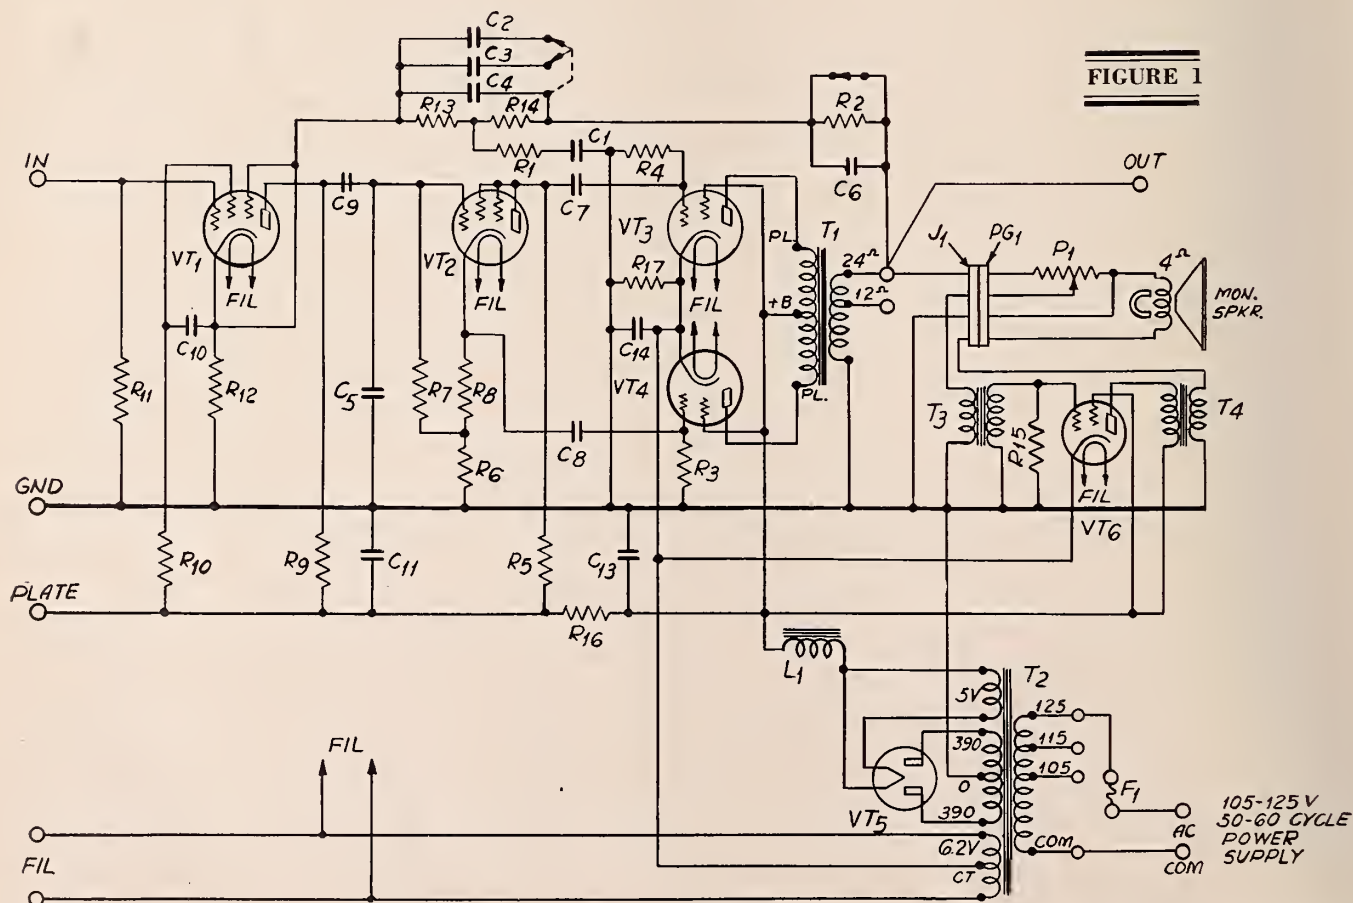 FIGURE 1
C2
C3
C4
R13
R14
R2
C1
R1
R4
C6
IN
OUT
C9
C7
VT1
VT2
VT3
T1
PL.
24Ω
J1
PG1
P1
4Ω
FIL
FIL
R17
FIL
+B
12Ω
MON.
SPKR.
C10
C14
R11
R12
C5
R7
R8
VT4
PL.
T3
R15
T4
C8
R6
R3
FIL
GND
VT6
R10
R9
C11
R5
C13
PLATE
R16
L1
5V
T2
125
FIL
390
115
O
105
F1
VT5
390
105-125V
50-60 CYCLE
POWER
SUPPLY
AC
6.2V
COM
COM
FIL
CT